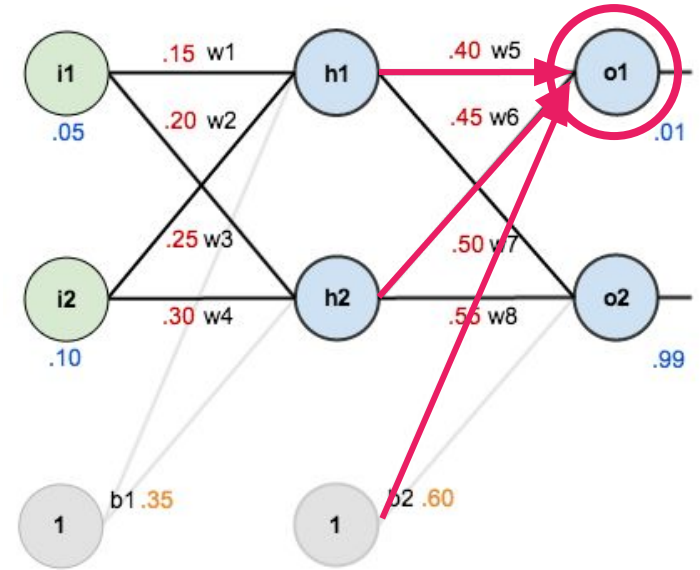 i1 .15 w1 h1 .40 w5 o1
.05 .20 w2 .45 w6 .01
.25 w3 .50 w7
i2 .30 w4 h2 .55 w8 o2
.10 .99
b1 .35 b2 .60
1 1